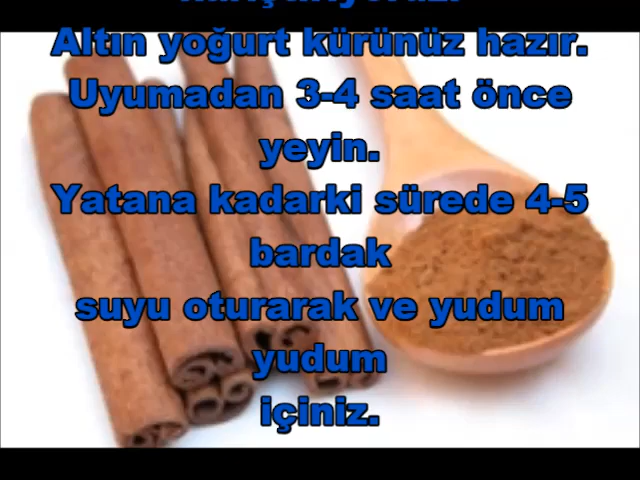 Altın yoğurt kürünüz hazır.
Uyumadan 3-4 saat önce
yeyin.
Yatana kadarki sürede 4-5
bardak
suyu oturarak ve yudum
yudum
içiniz.